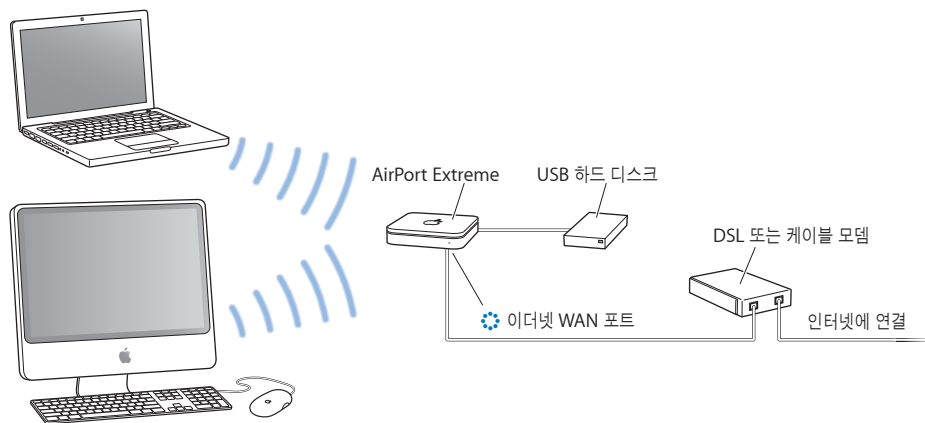 AirPort Extreme
USB 하드 디스크
DSL 또는 케이블 모뎀
이더넷 WAN 포트
인터넷에 연결